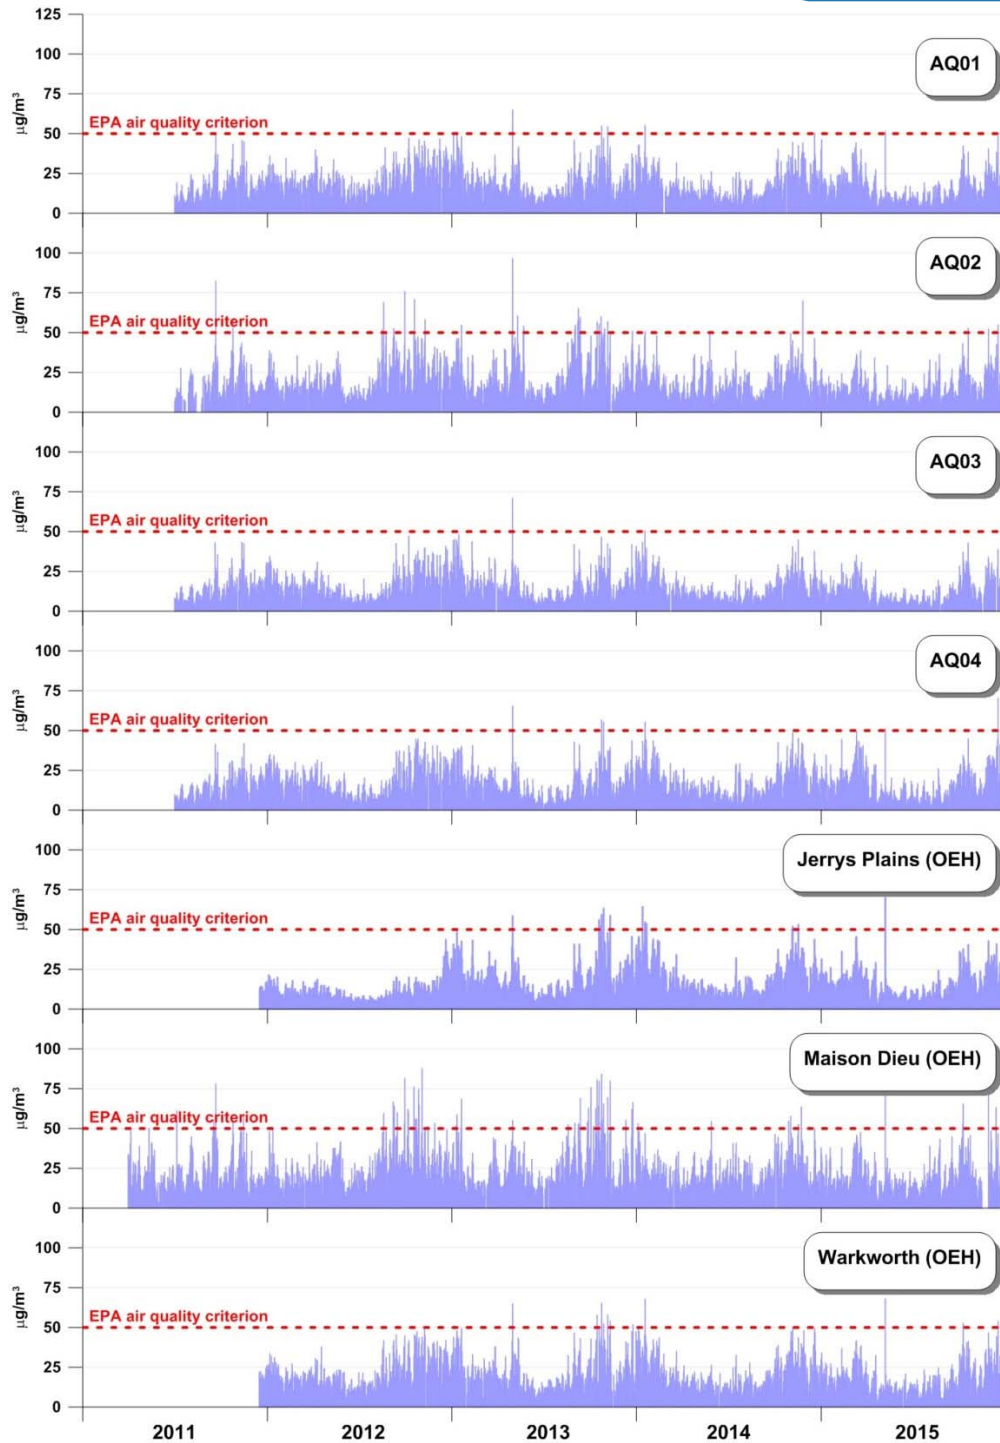 125
100
75
50
25
0
µg/m³
EPA air quality criterion
AQ01
100
75
50
25
0
µg/m³
EPA air quality criterion
AQ02
100
75
50
25
0
µg/m³
EPA air quality criterion
AQ03
100
75
50
25
0
µg/m³
EPA air quality criterion
AQ04
100
75
50
25
0
µg/m³
EPA air quality criterion
Jerrys Plains (OEH)
100
75
50
25
0
µg/m³
EPA air quality criterion
Maison Dieu (OEH)
100
75
50
25
0
µg/m³
EPA air quality criterion
Warkworth (OEH)
2011 2012 2013 2014 2015